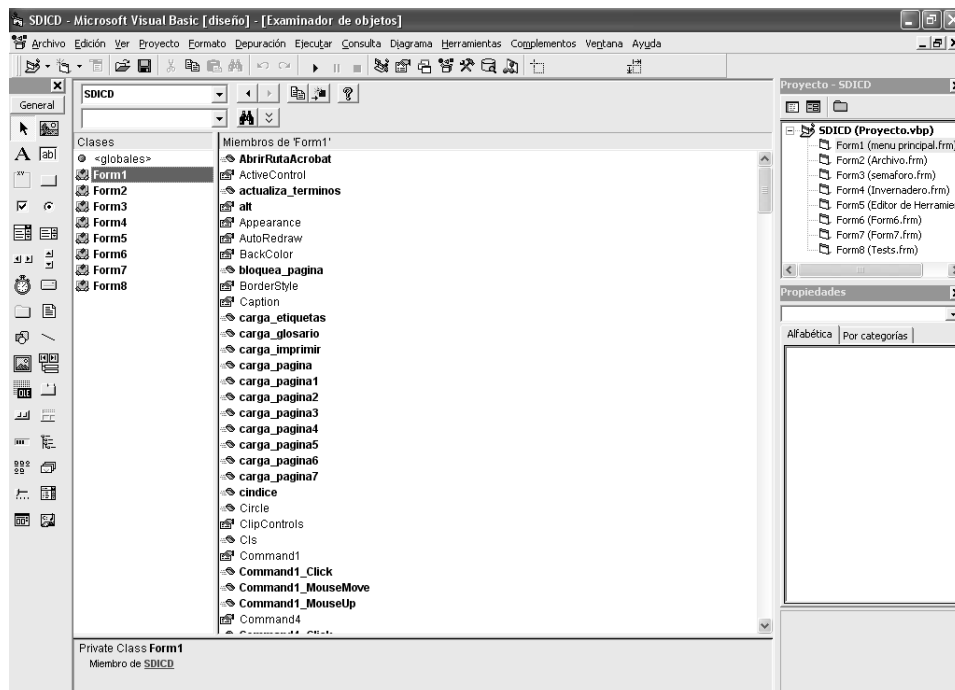 SDICD - Microsoft Visual Basic [diseño] - [Examinador de objetos]
Archivo Edición Ver Proyecto Formato Depuración Ejecutar Consulta Diagrama Herramientas Complementos Ventana Ayuda
General
SDICD
Clases
<globales>
Form1
Form2
Form3
Form4
Form5
Form6
Form7
Form8
Miembros de 'Form1'
AbrirRutaAcrobat
ActiveControl
actualiza_terminos
alt
Appearance
AutoRedraw
BackColor
bloquea_pagina
BorderStyle
Caption
carga_etiquetas
carga_glosario
carga_imprimir
carga_pagina
carga_pagina1
carga_pagina2
carga_pagina3
carga_pagina4
carga_pagina5
carga_pagina6
carga_pagina7
cindice
Circle
ClipControls
Cls
Command1
Command1_Click
Command1_MouseMove
Command1_MouseUp
Command4
Command4_Click
Private Class Form1
Miembro de SDICD
Proyecto - SDICD
SDICD (Proyecto.vbp)
Form1 (menu principal.frm)
Form2 (Archivo.frm)
Form3 (semaforo.frm)
Form4 (Invernadero.frm)
Form5 (Editor de Herramie
Form6 (Form6.frm)
Form7 (Form7.frm)
Form8 (Tests.frm)
Propiedades
Alfabética Por categorías